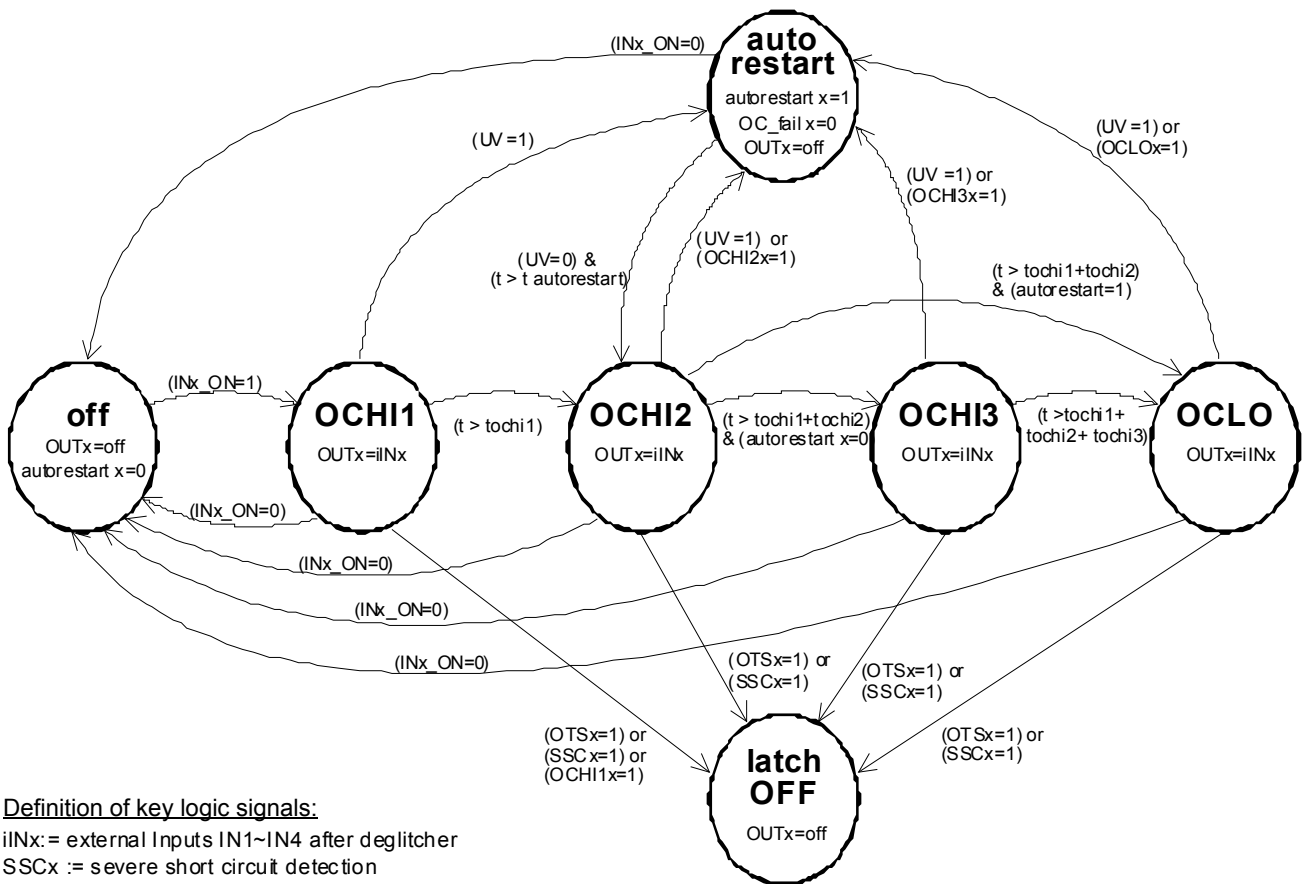 (INx_ON=0)
auto
restart
autorestart x=1
OC_fail x=0
OUTx=off
(UV =1)
(UV =1) or
(OCLOx=1)
(UV =1) or
(OCHI3x=1)
(UV =1) or
(OCHI2x=1)
(UV=0) &
(t > t autorestart)
(t > tochi1+tochi2)
& (autorestart=1)
off
OUTx=off
autorestart x=0
(INx_ON=1)
OCHI1
OUTx=iINx
(t > tochi1)
OCHI2
OUTx=iINx
(t > tochi1+tochi2)
& (autorestart x=0)
OCHI3
OUTx=iINx
(t >tochi1+
tochi2+ tochi3)
OCLO
OUTx=iINx
(INx_ON=0)
(INx_ON=0)
(INx_ON=0)
(INx_ON=0)
(OTSx=1) or
(SSCx=1)
(OTSx=1) or
(SSCx=1)
(OTSx=1) or
(SSCx=1) or
(OCHI1x=1)
(OTSx=1) or
(SSCx=1)
latch
OFF
OUTx=off
Definition of key logic signals:
iINx:= external Inputs IN1~IN4 after deglitcher
SSCx := severe short circuit detection